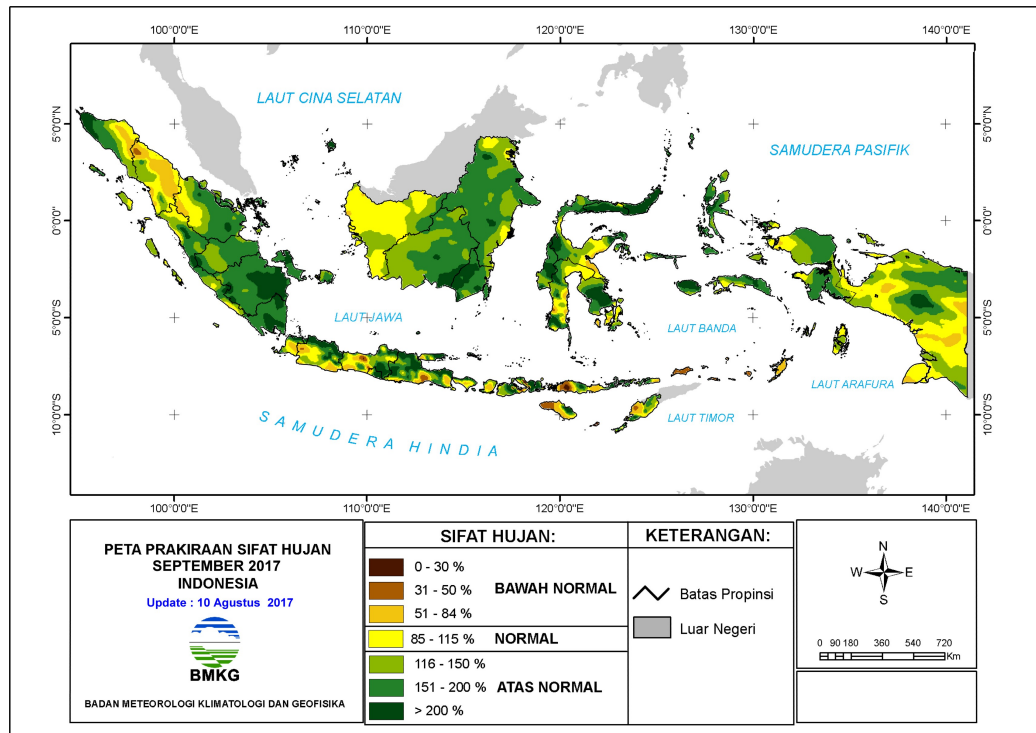 100°0'0"E 110°0'0"E 120°0'0"E 130°0'0"E 140°0'0"E
LAUT CINA SELATAN
5°0'0"N 5°0'0"N
SAMUDERA PASIFIK
0°0'0" 0°0'0"
5°0'0"S 5°0'0"S
LAUT JAWA
LAUT BANDA
LAUT ARAFURA
10°0'0"S 10°0'0"S
LAUT TIMOR
SAMUDERA HINDIA
100°0'0"E 110°0'0"E 120°0'0"E 130°0'0"E 140°0'0"E
PETA PRAKIRAAN SIFAT HUJAN
SEPTEMBER 2017
INDONESIA
Update : 10 Agustus 2017
BMKG
BADAN METEOROLOGI KLIMATOLOGI DAN GEOFISIKA
SIFAT HUJAN:
0 - 30 %
31 - 50 % BAWAH NORMAL
51 - 84 %
85 - 115 % NORMAL
116 - 150 %
151 - 200 % ATAS NORMAL
> 200 %
KETERANGAN:
Batas Propinsi
Luar Negeri
N
W E
S
0 90 180 360 540 720
Km